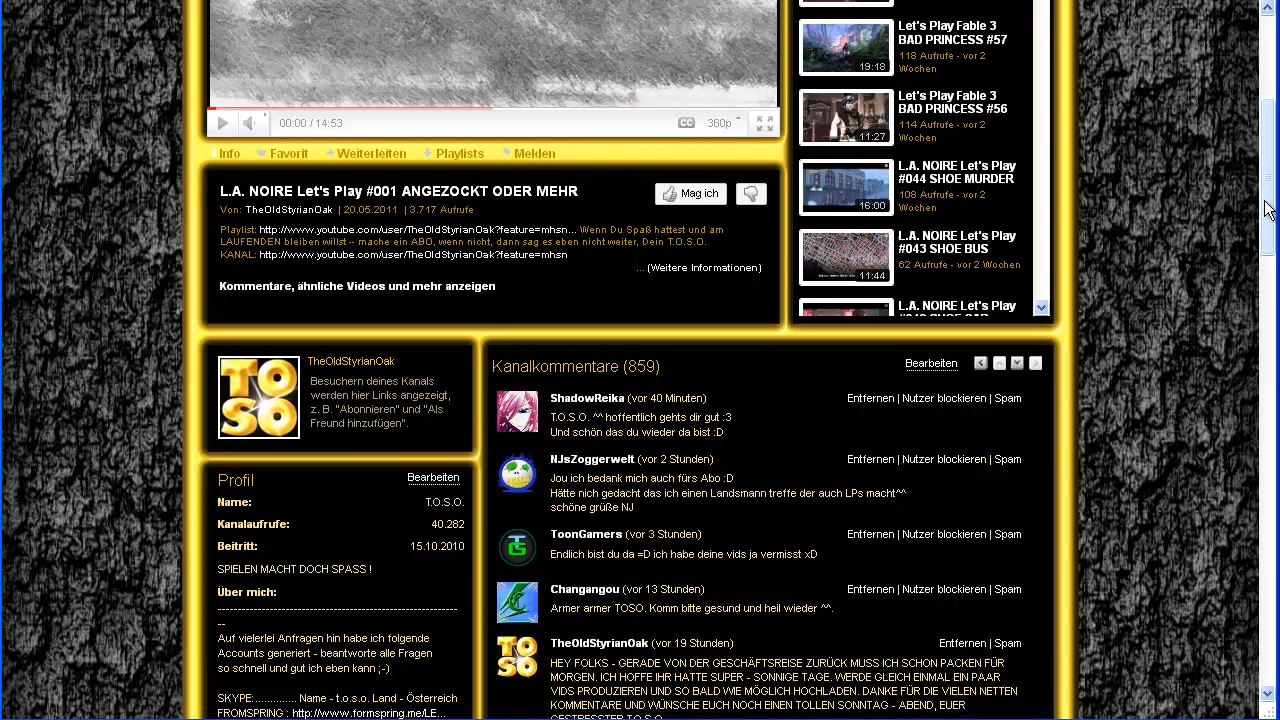 00:00 / 14:53
CC
360p
Info
Favorit
Weiterleiten
Playlists
Melden
L.A. NOIRE Let's Play #001 ANGEZOCKT ODER MEHR
Mag ich
Von: TheOldStyrianOak | 20.05.2011 | 3.717 Aufrufe
Playlist: http://www.youtube.com/user/TheOldStyrianOak?feature=mhsn... Wenn Du Spaß hattest und am
LAUFENDEN bleiben willst -- mache ein ABO, wenn nicht, dann sag es eben nicht weiter, Dein T.O.S.O.
KANAL: http://www.youtube.com/user/TheOldStyrianOak?feature=mhsn
... (Weitere Informationen)
Kommentare, ähnliche Videos und mehr anzeigen
Let's Play Fable 3
BAD PRINCESS #57
118 Aufrufe - vor 2
Wochen
19:18
Let's Play Fable 3
BAD PRINCESS #56
114 Aufrufe - vor 2
Wochen
11:27
L.A. NOIRE Let's Play
#044 SHOE MURDER
108 Aufrufe - vor 2
Wochen
16:00
L.A. NOIRE Let's Play
#043 SHOE BUS
62 Aufrufe - vor 2 Wochen
11:44
L.A. NOIRE Let's Play
TOSO
TheOldStyrianOak
Besuchern deines Kanals
werden hier Links angezeigt,
z. B. "Abonnieren" und "Als
Freund hinzufügen".
Profil
Bearbeiten
Name: T.O.S.O.
Kanalaufrufe: 40.282
Beitritt: 15.10.2010
SPIELEN MACHT DOCH SPASS !
Über mich:
------------------------------------------------------------
--
Auf vielerlei Anfragen hin habe ich folgende
Accounts generiert - beantworte alle Fragen
so schnell und gut ich eben kann ;-)
SKYPE:.............. Name - t.o.s.o. Land - Österreich
FROMSPRING : http://www.formspring.me/LE...
Kanalkommentare (859)
Bearbeiten
ShadowReika (vor 40 Minuten)
Entfernen | Nutzer blockieren | Spam
T.O.S.O. ^^ hoffentlich gehts dir gut :3
Und schön das du wieder da bist :D
NJsZoggerwelt (vor 2 Stunden)
Entfernen | Nutzer blockieren | Spam
Jou ich bedank mich auch fürs Abo :D
Hätte nich gedacht das ich einen Landsmann treffe der auch LPs macht^^
schöne grüße NJ
ToonGamers (vor 3 Stunden)
Entfernen | Nutzer blockieren | Spam
Endlich bist du da =D ich habe deine vids ja vermisst xD
Changangou (vor 13 Stunden)
Entfernen | Nutzer blockieren | Spam
Armer armer TOSO. Komm bitte gesund und heil wieder ^^.
TOSO
TheOldStyrianOak (vor 19 Stunden)
Entfernen | Spam
HEY FOLKS - GERADE VON DER GESCHÄFTSREISE ZURÜCK MUSS ICH SCHON PACKEN FÜR
MORGEN. ICH HOFFE IHR HATTE SUPER - SONNIGE TAGE. WERDE GLEICH EINMAL EIN PAAR
VIDS PRODUZIEREN UND SO BALD WIE MÖGLICH HOCHLADEN. DANKE FÜR DIE VIELEN NETTEN
KOMMENTARE UND WÜNSCHE EUCH NOCH EINEN TOLLEN SONNTAG - ABEND, EUER
GESTRESSTER T.O.S.O.